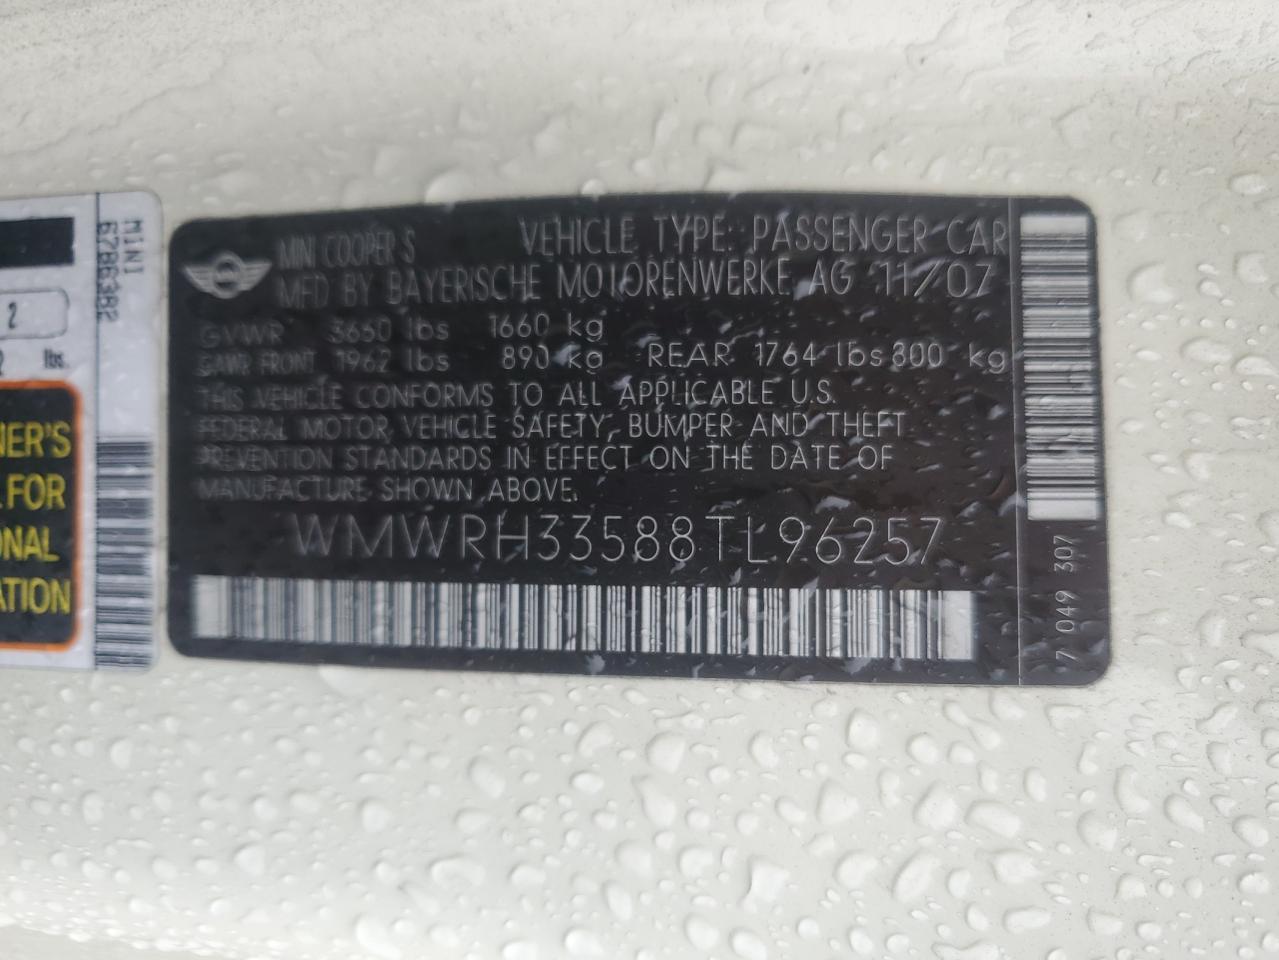 MINI COOPER S VEHICLE TYPE: PASSENGER CAR
MFD BY BAYERISCHE MOTORENWERKE AG 11/07
GVWR 3660 lbs 1660 kg
GAWR FRONT 1962 lbs 890 kg REAR 1764 lbs 800 kg
THIS VEHICLE CONFORMS TO ALL APPLICABLE U.S.
FEDERAL MOTOR VEHICLE SAFETY, BUMPER AND THEFT
PREVENTION STANDARDS IN EFFECT ON THE DATE OF
MANUFACTURE SHOWN ABOVE.
WMWRH33588TL96257
7 049 307
MINI
6786382
2
2 lbs.
NER'S
FOR
ONAL
ATION